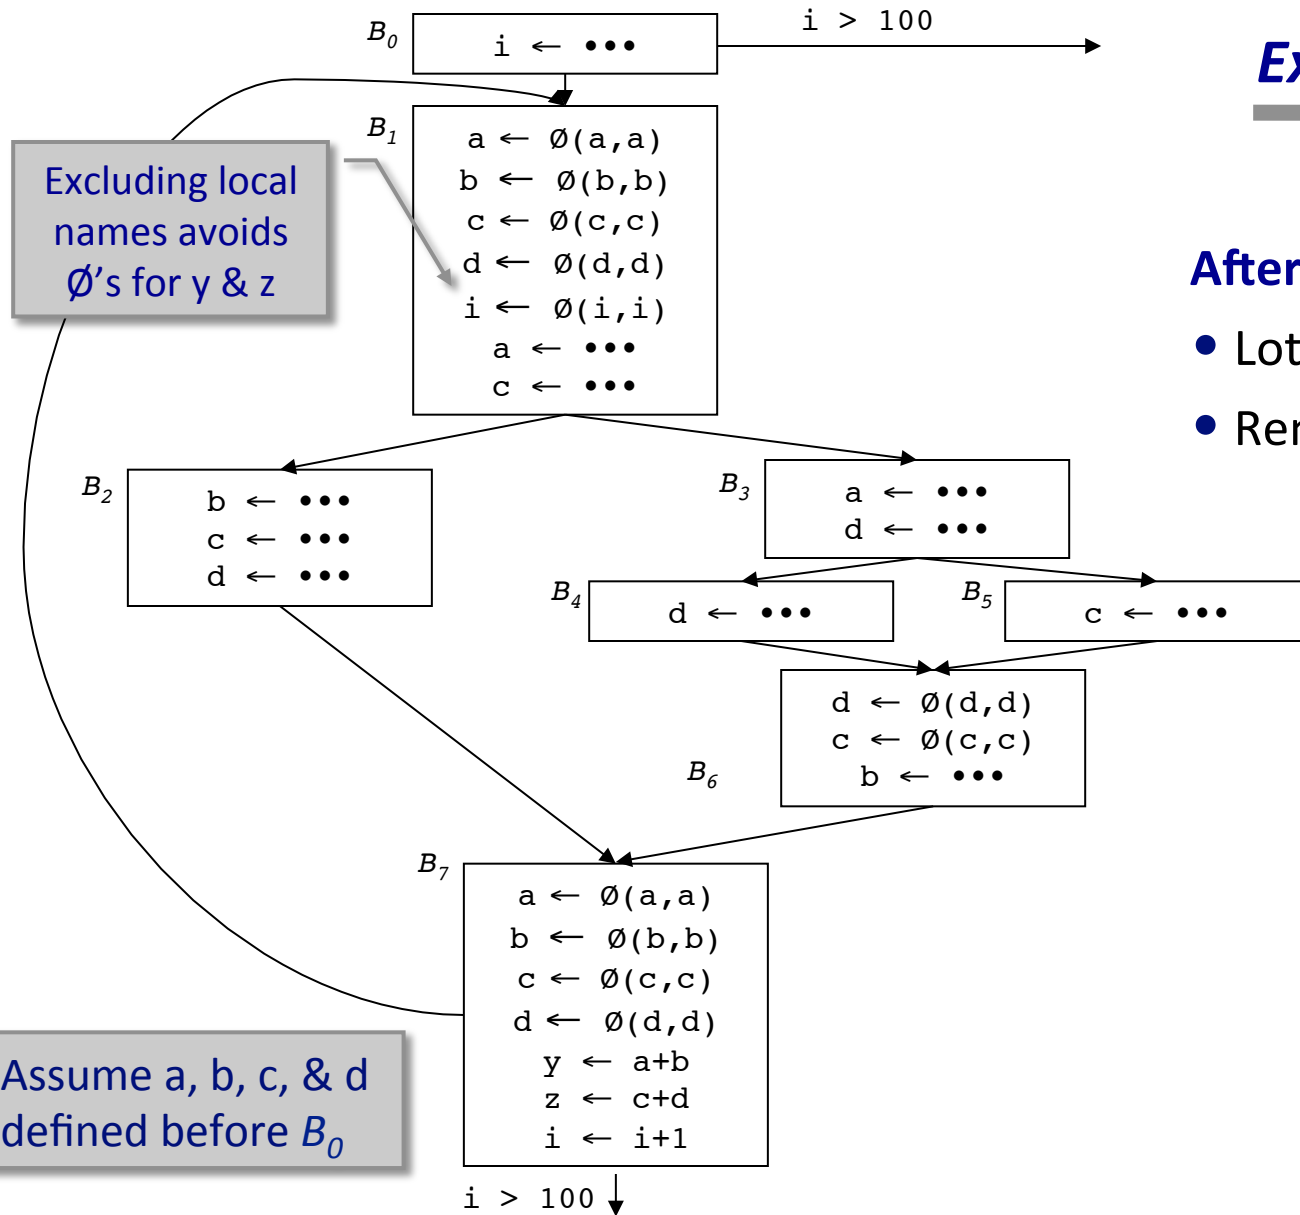 B0
i ← •••
i > 100
Ex
B1
a ← Ø(a,a)
b ← Ø(b,b)
c ← Ø(c,c)
d ← Ø(d,d)
i ← Ø(i,i)
a ← •••
c ← •••
Excluding local
names avoids
Ø's for y & z
After
• Lot
• Rer
B2
b ← •••
c ← •••
d ← •••
B3
a ← •••
d ← •••
B4
d ← •••
B5
c ← •••
B6
d ← Ø(d,d)
c ← Ø(c,c)
b ← •••
B7
a ← Ø(a,a)
b ← Ø(b,b)
c ← Ø(c,c)
d ← Ø(d,d)
y ← a+b
z ← c+d
i ← i+1
Assume a, b, c, & d
defined before B0
i > 100